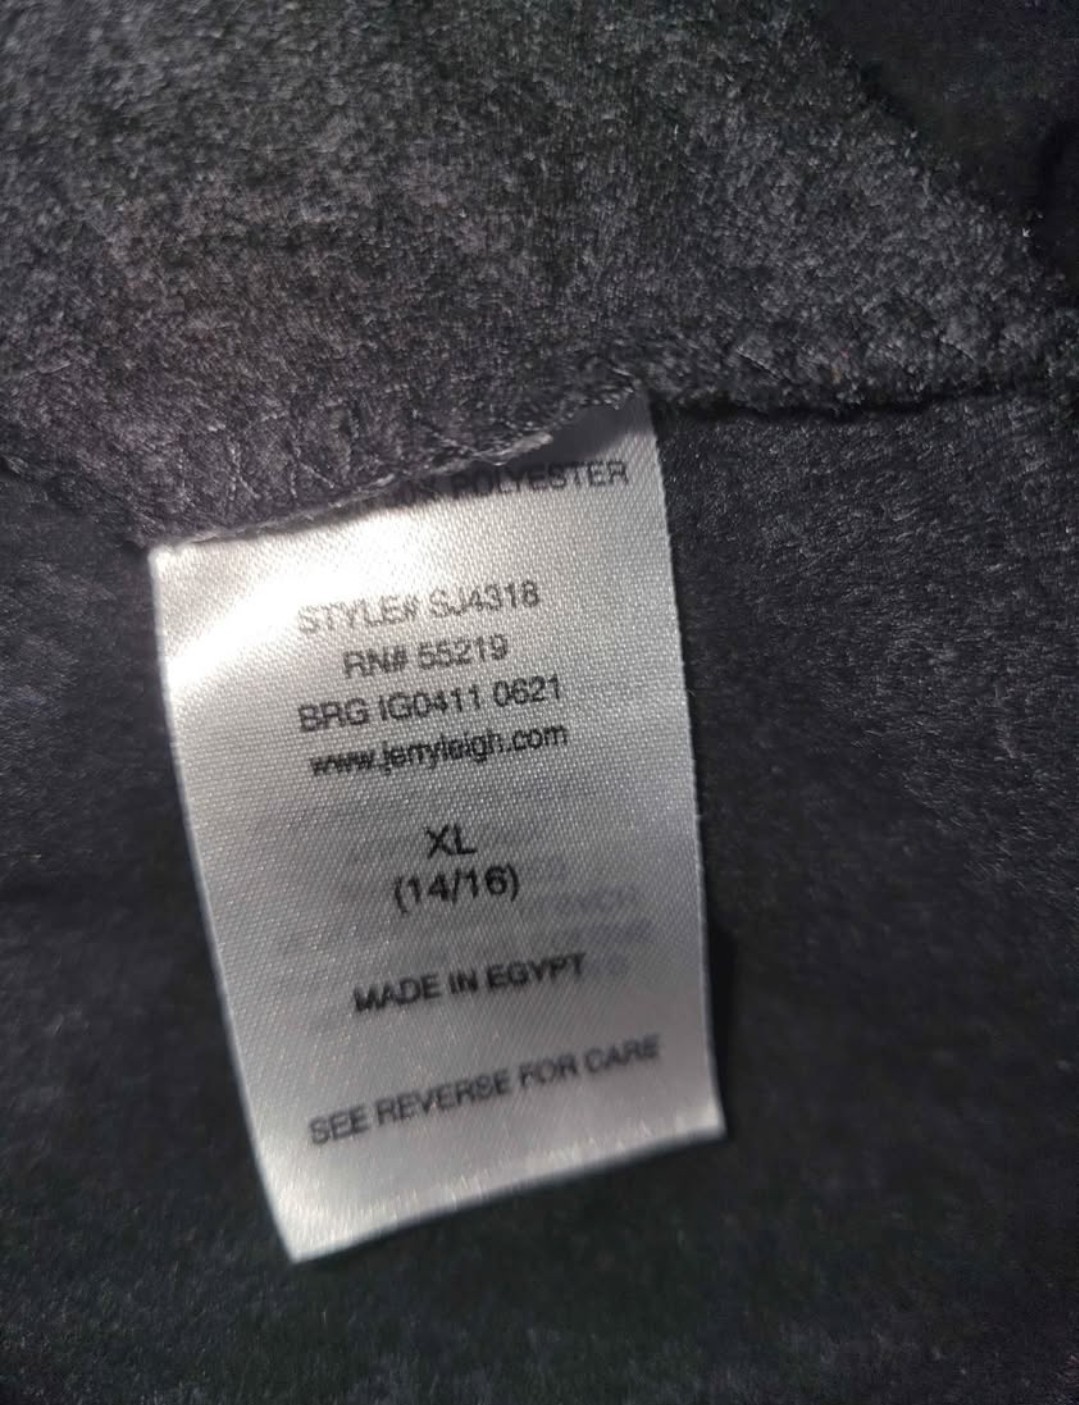 POLYESTER
STYLE# SJ4318
RN# 55219
BRG IG0411 0621
www.jerryleigh.com
XL
(14/16)
MADE IN EGYPT
SEE REVERSE FOR CARE